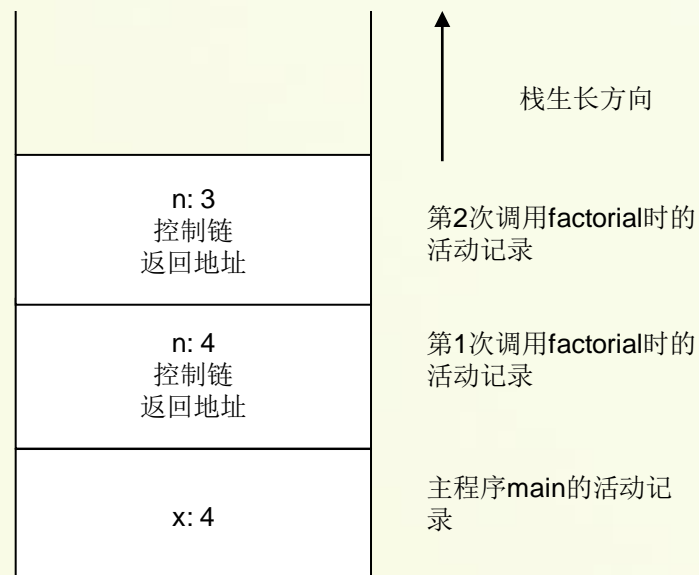 栈生长方向
n: 3
控制链
返回地址
第2次调用factorial时的
活动记录
n: 4
控制链
返回地址
第1次调用factorial时的
活动记录
x: 4
主程序main的活动记
录